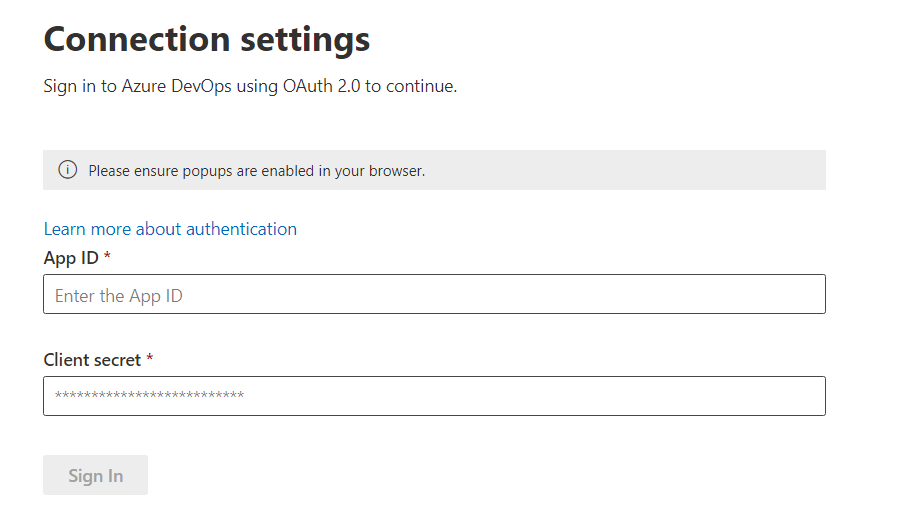 Connection settings
Sign in to Azure DevOps using OAuth 2.0 to continue.
Please ensure popups are enabled in your browser.
Learn more about authentication
App ID *
Enter the App ID
Client secret *
**************************
Sign In